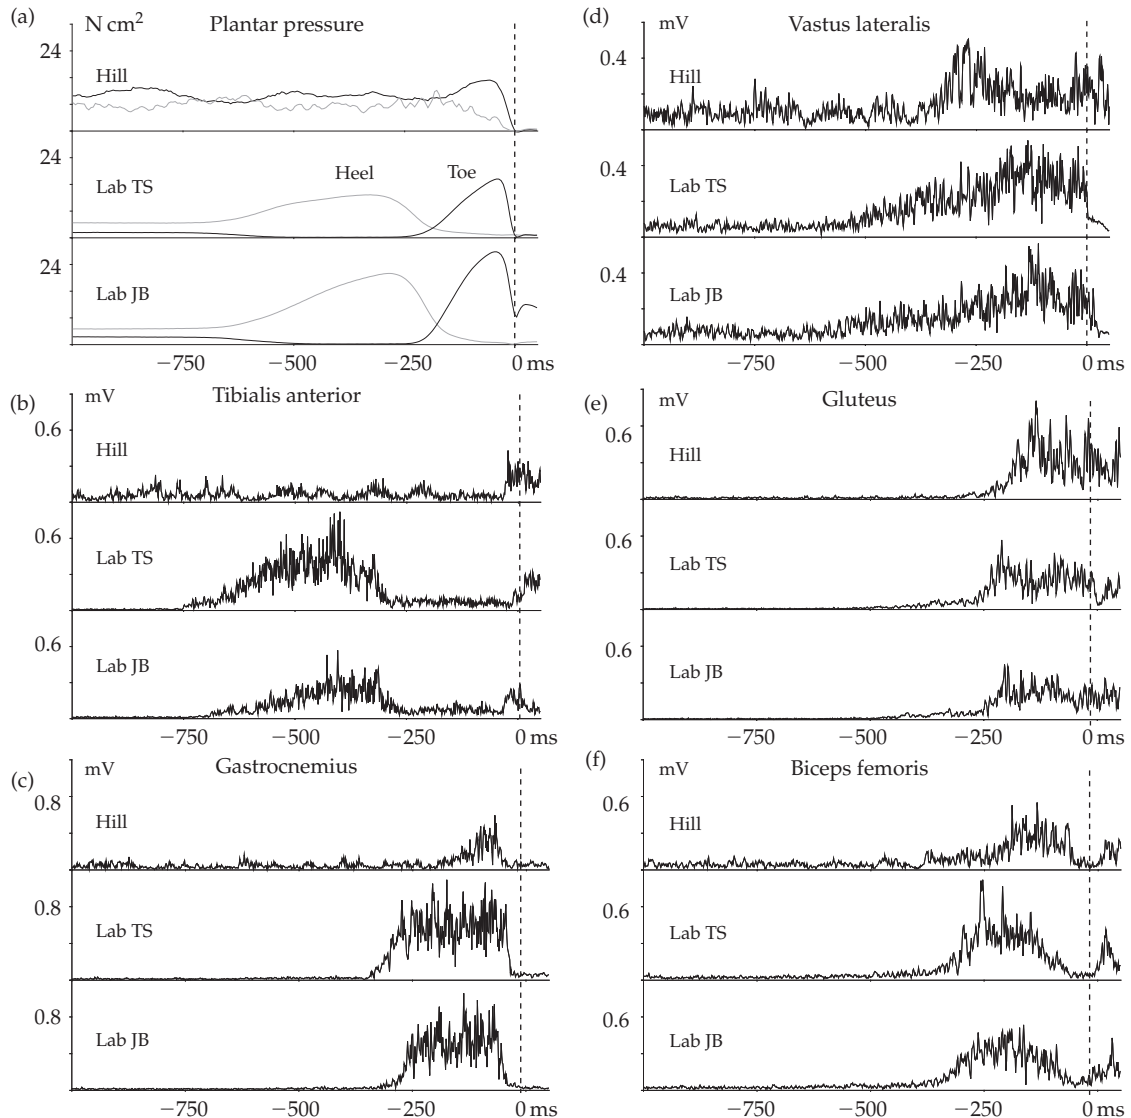 (a) N cm² Plantar pressure
24
Hill
24
Lab TS Heel Toe
24
Lab JB
−750 −500 −250 0 ms
(b) mV Tibialis anterior
0.6
Hill
0.6
Lab TS
0.6
Lab JB
−750 −500 −250 0 ms
(c) mV Gastrocnemius
0.8
Hill
0.8
Lab TS
0.8
Lab JB
−750 −500 −250 0 ms
(d) mV Vastus lateralis
0.4
Hill
0.4
Lab TS
0.4
Lab JB
−750 −500 −250 0 ms
(e) mV Gluteus
0.6
Hill
0.6
Lab TS
0.6
Lab JB
−750 −500 −250 0 ms
(f) mV Biceps femoris
0.6
Hill
0.6
Lab TS
0.6
Lab JB
−750 −500 −250 0 ms